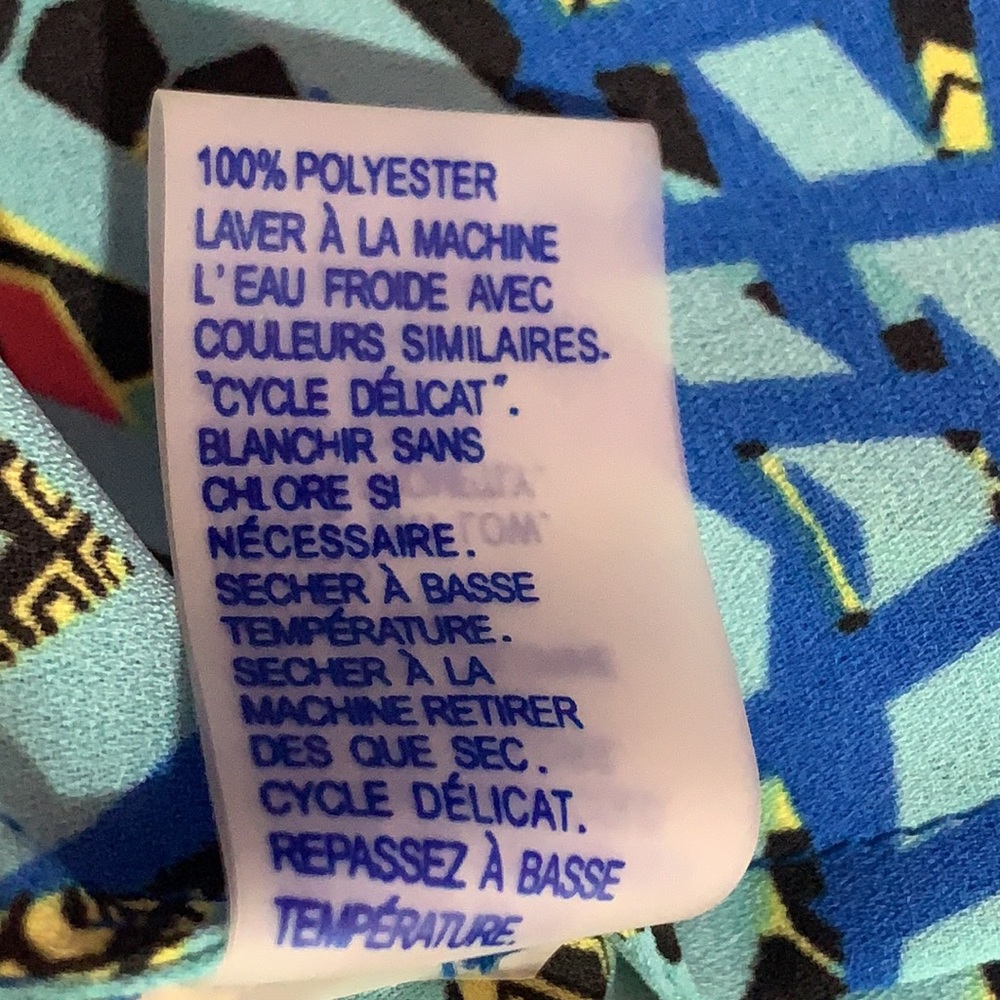 100% POLYESTER
LAVER À LA MACHINE
L'EAU FROIDE AVEC
COULEURS SIMILAIRES.
"CYCLE DÉLICAT".
BLANCHIR SANS
CHLORE SI
NÉCESSAIRE.
SECHER À BASSE
TEMPÉRATURE.
SECHER À LA
MACHINE RETIRER
DES QUE SEC.
CYCLE DÉLICAT.
REPASSEZ À BASSE
TEMPÉRATURE.